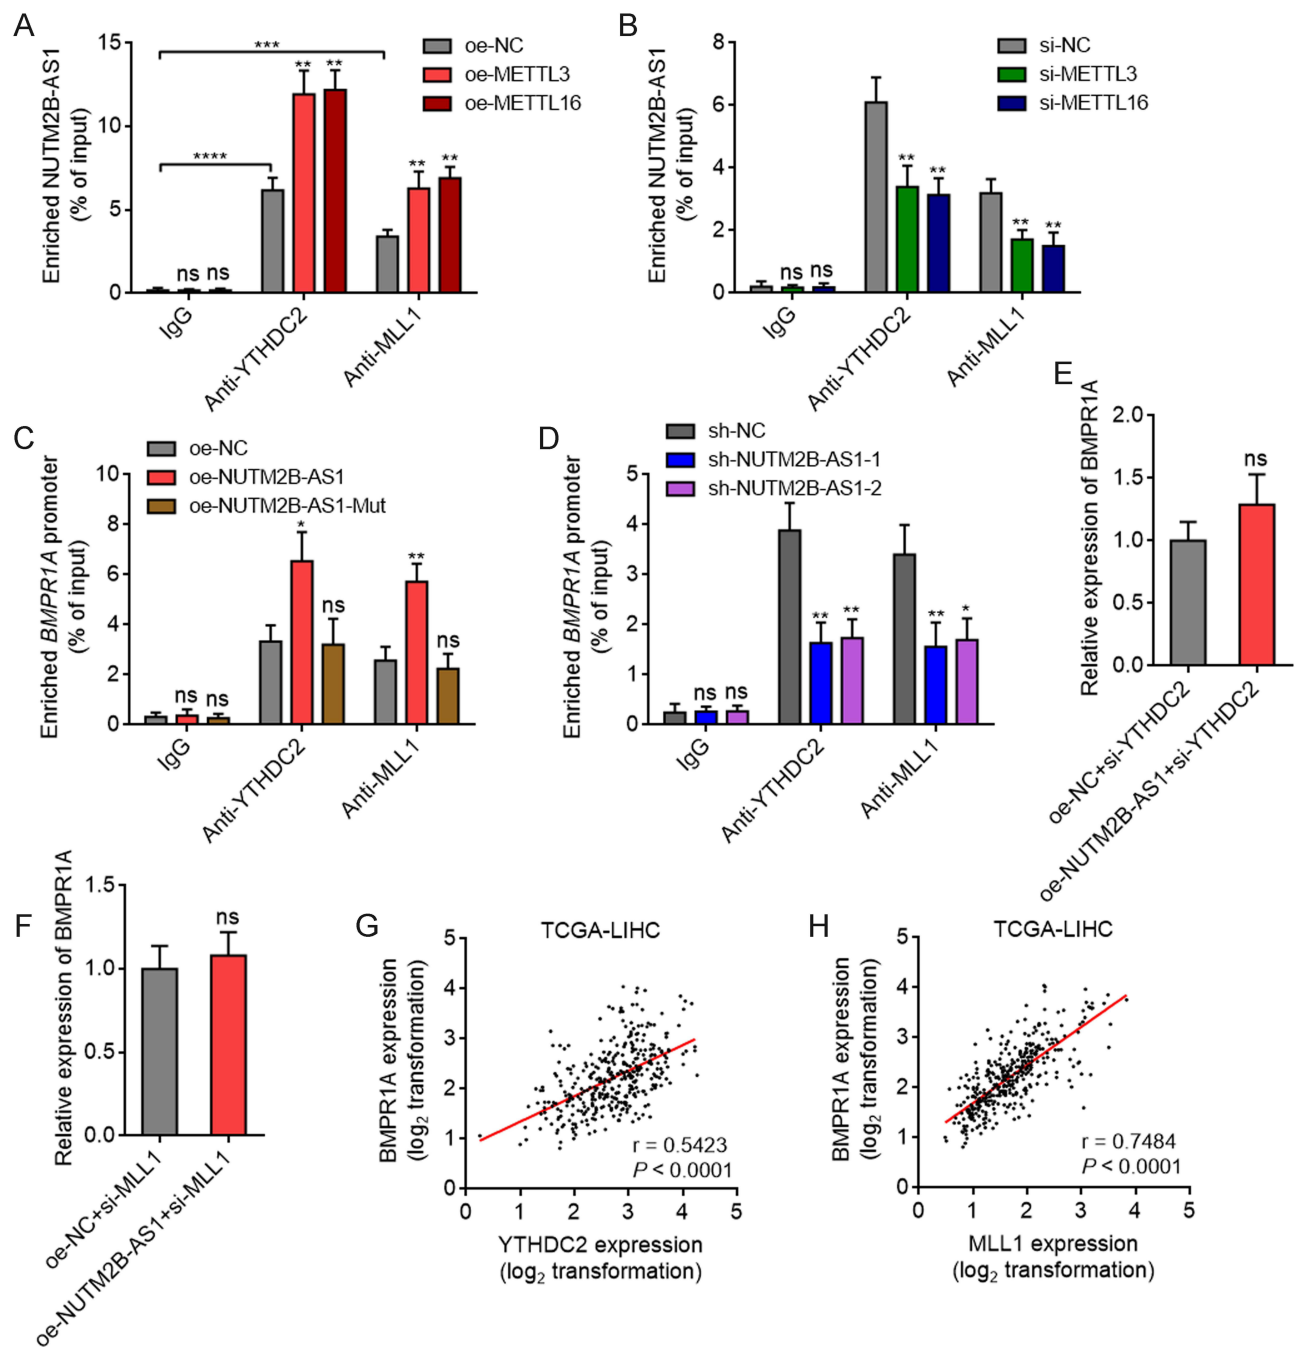 A
Enriched NUTM2B-AS1
(% of input)
15
10
5
0
***
****
ns ns
** **
** **
oe-NC
oe-METTL3
oe-METTL16
IgG
Anti-YTHDC2
Anti-MLL1
B
Enriched NUTM2B-AS1
(% of input)
8
6
4
2
0
ns ns
** **
** **
si-NC
si-METTL3
si-METTL16
IgG
Anti-YTHDC2
Anti-MLL1
C
Enriched BMPR1A promoter
(% of input)
oe-NC
oe-NUTM2B-AS1
oe-NUTM2B-AS1-Mut
10
8
6
4
2
0
ns ns
* ns
** ns
IgG
Anti-YTHDC2
Anti-MLL1
D
Enriched BMPR1A promoter
(% of input)
sh-NC
sh-NUTM2B-AS1-1
sh-NUTM2B-AS1-2
5
4
3
2
1
0
ns ns
** **
** *
IgG
Anti-YTHDC2
Anti-MLL1
E
Relative expression of BMPR1A
2.0
1.5
1.0
0.5
0.0
ns
oe-NC+si-YTHDC2
oe-NUTM2B-AS1+si-YTHDC2
F
Relative expression of BMPR1A
1.5
1.0
0.5
0.0
ns
oe-NC+si-MLL1
oe-NUTM2B-AS1+si-MLL1
G
TCGA-LIHC
BMPR1A expression
(log2 transformation)
5
4
3
2
1
0
r = 0.5423
P < 0.0001
0 1 2 3 4 5
YTHDC2 expression
(log2 transformation)
H
TCGA-LIHC
BMPR1A expression
(log2 transformation)
5
4
3
2
1
0
r = 0.7484
P < 0.0001
0 1 2 3 4 5
MLL1 expression
(log2 transformation)